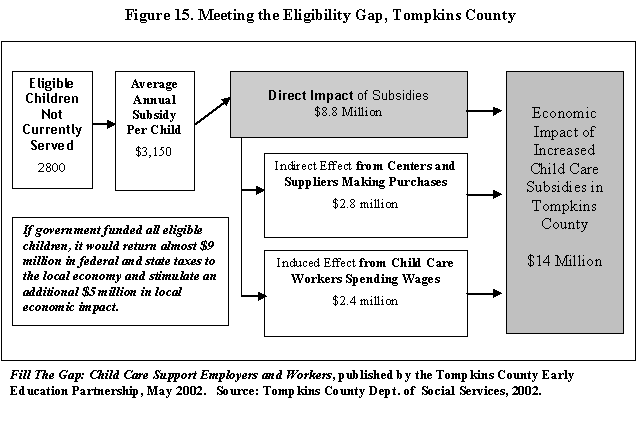 Figure 15. Meeting the Eligibility Gap, Tompkins County
Eligible
Children
Not
Currently
Served
2800
Average
Annual
Subsidy
Per Child
$3,150
Direct Impact of Subsidies
$8.8 Million
Indirect Effect from Centers and
Suppliers Making Purchases
$2.8 million
Induced Effect from Child Care
Workers Spending Wages
$2.4 million
Economic
Impact of
Increased
Child Care
Subsidies in
Tompkins
County
$14 Million
If government funded all eligible
children, it would return almost $9
million in federal and state taxes to
the local economy and stimulate an
additional $5 million in local
economic impact.
Fill The Gap: Child Care Support Employers and Workers, published by the Tompkins County Early
Education Partnership, May 2002. Source: Tompkins County Dept. of Social Services, 2002.